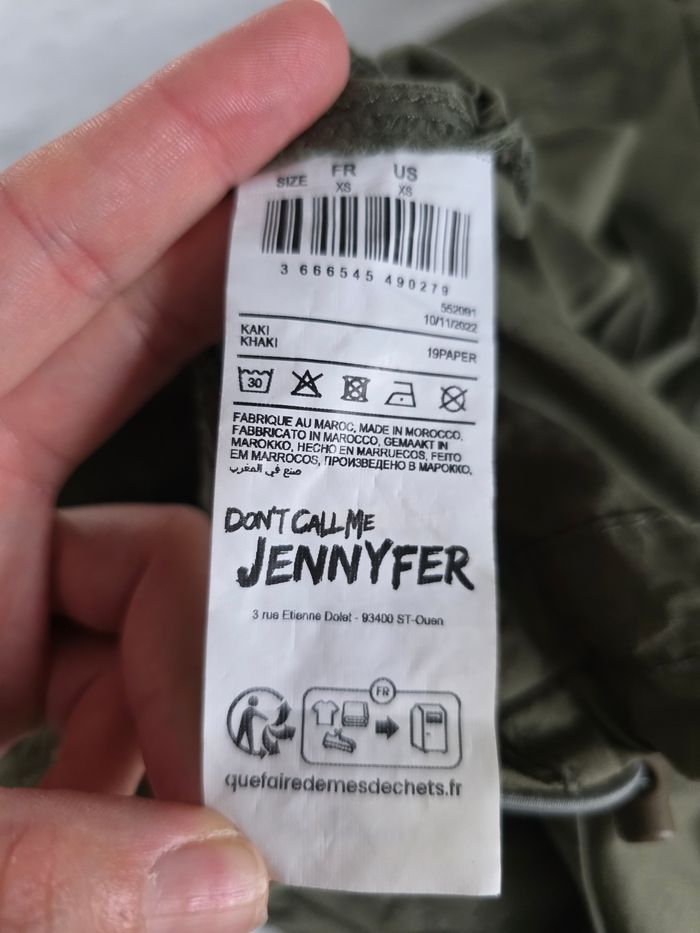 SIZE FR US
XS XS
3 666545 490279
552091
10/11/2022
KAKI
KHAKI
19PAPER
30
FABRIQUE AU MAROC, MADE IN MOROCCO,
FABBRICATO IN MAROCCO, GEMAAKT IN
MAROKKO, HECHO EN MARRUECOS, FEITO
EM MARROCOS, ПРОИЗВЕДЕНО В МАРОККО,
صنع في المغرب
DON'T CALL ME
JENNYFER
3 rue Etienne Dolet - 93400 ST-Ouen
FR
quefairedemesdechets.fr